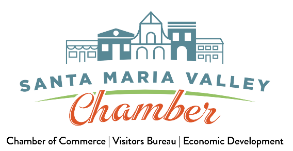 SANTA MARIA VALLEY
Chamber
Chamber of Commerce | Visitors Bureau | Economic Development